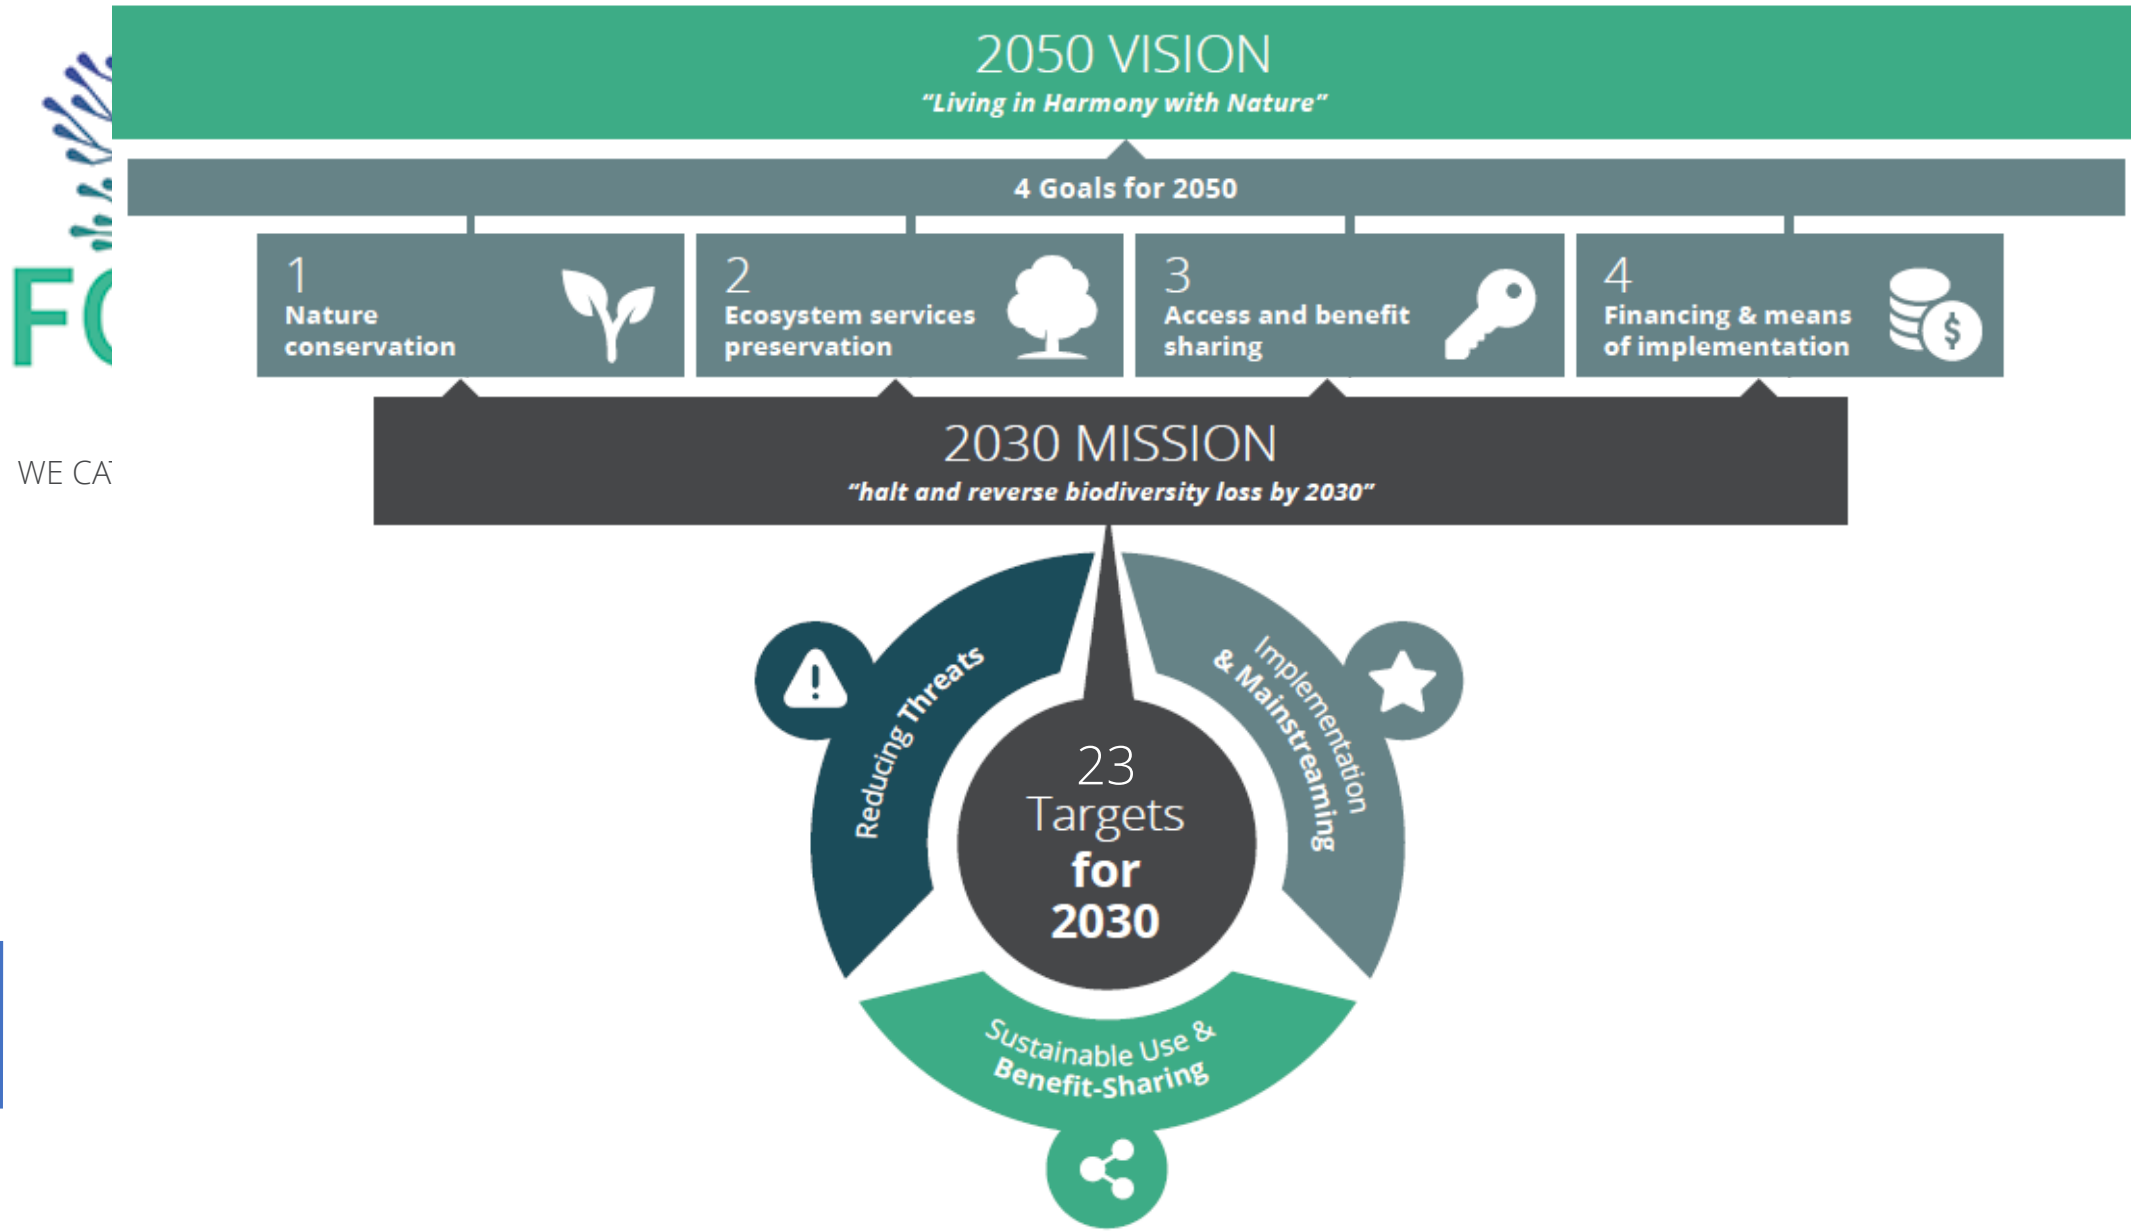 2050 VISION
“Living in Harmony with Nature”
4 Goals for 2050
1
Nature
conservation
2
Ecosystem services
preservation
3
Access and benefit
sharing
4
Financing & means
of implementation
$
2030 MISSION
“halt and reverse biodiversity loss by 2030”
WE
Reducing Threats
Implementation
& Mainstreaming
23
Targets
for
2030
Sustainable Use &
Benefit-Sharing